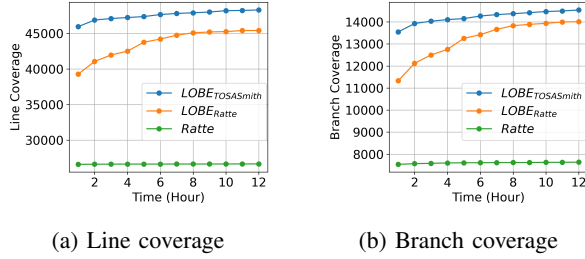 45000
40000
35000
30000
Line Coverage
2 4 6 8 10 12
Time (Hour)
LOBE_TOSASmith
LOBE_Ratte
Ratte
(a) Line coverage
14000
13000
12000
11000
10000
9000
8000
Branch Coverage
2 4 6 8 10 12
Time (Hour)
LOBE_TOSASmith
LOBE_Ratte
Ratte
(b) Branch coverage